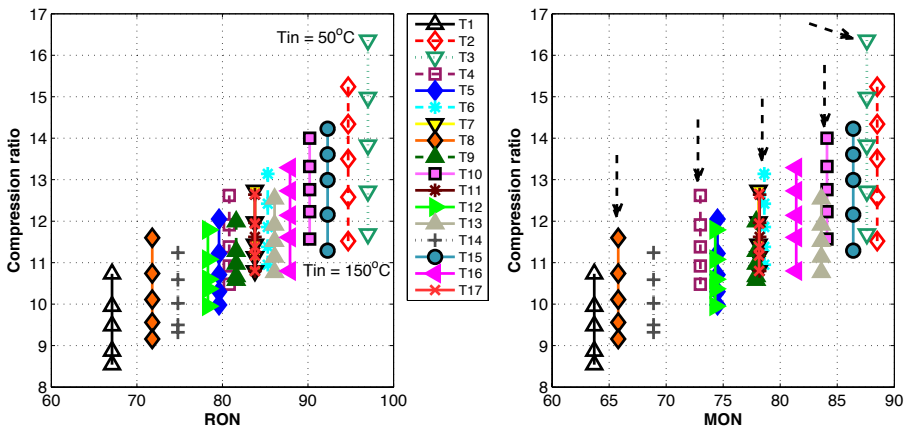 17
16
15
14
13
12
11
10
9
8
Compression ratio
Tin = 50°C
Tin = 150°C
60 70 80 90 100
RON
T1
T2
T3
T4
T5
T6
T7
T8
T9
T10
T11
T12
T13
T14
T15
T16
T17
17
16
15
14
13
12
11
10
9
8
Compression ratio
60 65 70 75 80 85 90
MON